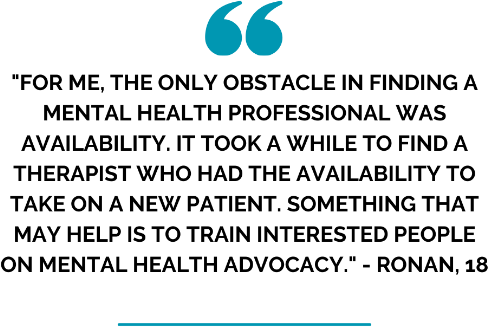 "FOR ME, THE ONLY OBSTACLE IN FINDING A
MENTAL HEALTH PROFESSIONAL WAS
AVAILABILITY. IT TOOK A WHILE TO FIND A
THERAPIST WHO HAD THE AVAILABILITY TO
TAKE ON A NEW PATIENT. SOMETHING THAT
MAY HELP IS TO TRAIN INTERESTED PEOPLE
ON MENTAL HEALTH ADVOCACY." - RONAN, 18